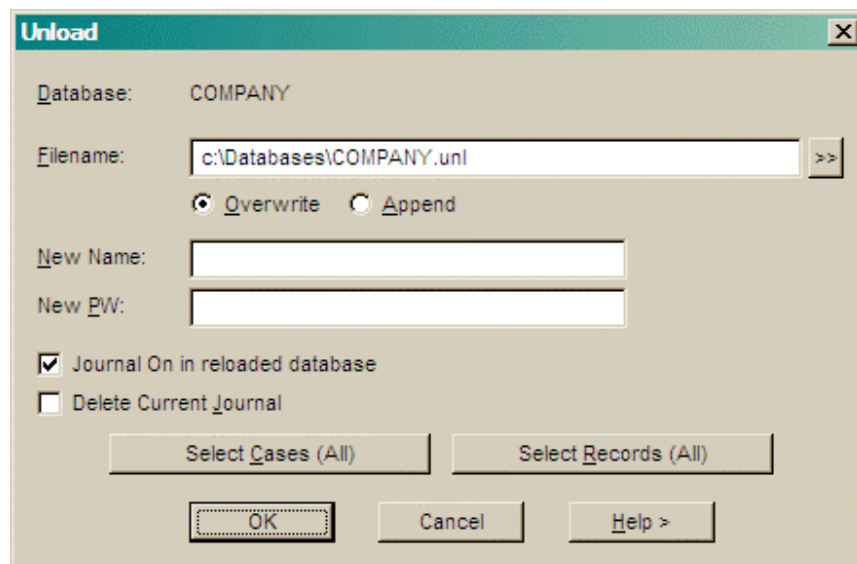 Unload
Database: COMPANY
Filename: c:\Databases\COMPANY.unl >>
Overwrite Append
New Name:
New PW:
Journal On in reloaded database
Delete Current Journal
Select Cases (All) Select Records (All)
OK Cancel Help >